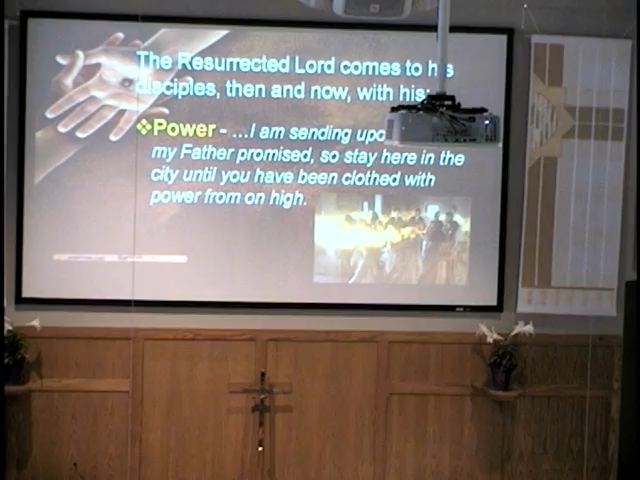 The Resurrected Lord comes to his
disciples, then and now, with his:
❖Power - ...I am sending upo
my Father promised, so stay here in the
city until you have been clothed with
power from on high.